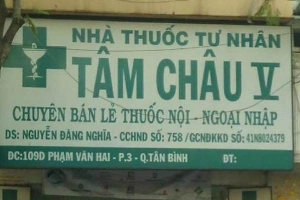 NHÀ THUỐC TƯ NHÂN
TÂM CHÂU V
CHUYÊN BÁN LẺ THUỐC NỘI - NGOẠI NHẬP
DS: NGUYỄN ĐĂNG NGHĨA - CCHND SỐ: 758 / GCNĐKKD SỐ: 41N8024379
ĐC:109D PHẠM VĂN HAI - P.3 - Q.TÂN BÌNH ĐT: